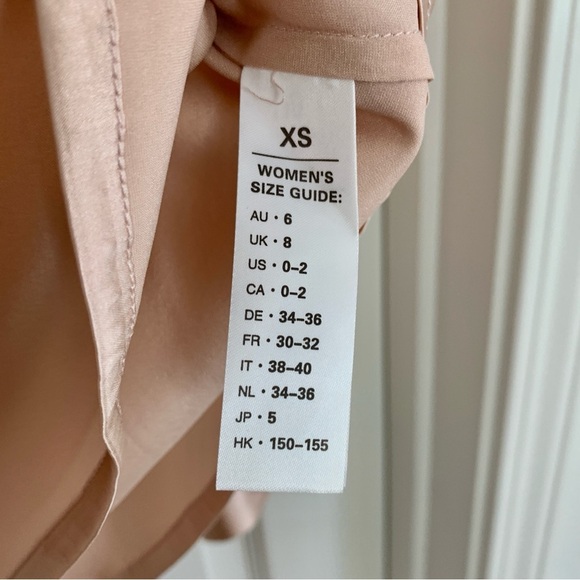 XS
WOMEN'S
SIZE GUIDE:
AU • 6
UK • 8
US • 0–2
CA • 0–2
DE • 34–36
FR • 30–32
IT • 38–40
NL • 34–36
JP • 5
HK • 150–155